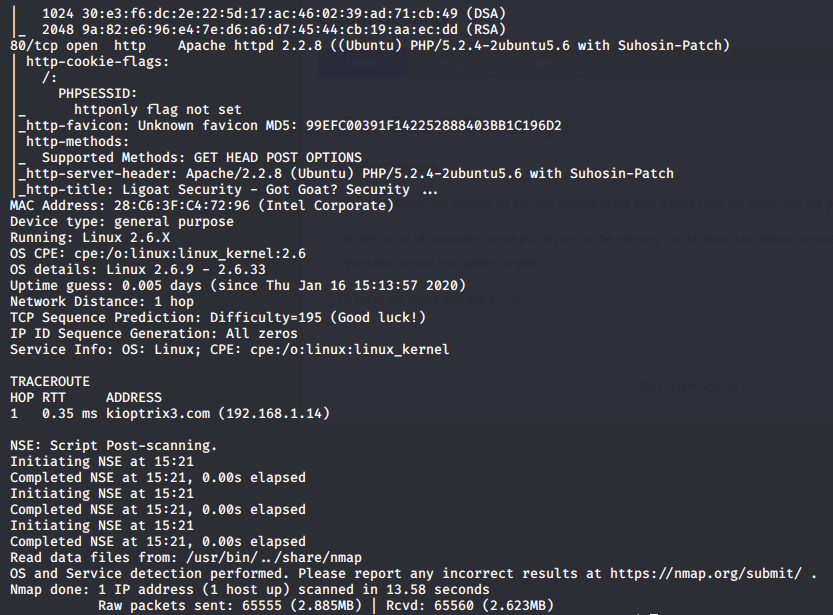 |   1024 30:e3:f6:dc:2e:22:5d:17:ac:46:02:39:ad:71:cb:49 (DSA)
|_  2048 9a:82:e6:96:e4:7e:d6:a6:d7:45:44:cb:19:aa:ec:dd (RSA)
80/tcp open  http    Apache httpd 2.2.8 ((Ubuntu) PHP/5.2.4-2ubuntu5.6 with Suhosin-Patch)
| http-cookie-flags:
|   /:
|     PHPSESSID:
|_      httponly flag not set
|_http-favicon: Unknown favicon MD5: 99EFC00391F142252888403BB1C196D2
| http-methods:
|_  Supported Methods: GET HEAD POST OPTIONS
|_http-server-header: Apache/2.2.8 (Ubuntu) PHP/5.2.4-2ubuntu5.6 with Suhosin-Patch
|_http-title: Ligoat Security - Got Goat? Security ...
MAC Address: 28:C6:3F:C4:72:96 (Intel Corporate)
Device type: general purpose
Running: Linux 2.6.X
OS CPE: cpe:/o:linux:linux_kernel:2.6
OS details: Linux 2.6.9 - 2.6.33
Uptime guess: 0.005 days (since Thu Jan 16 15:13:57 2020)
Network Distance: 1 hop
TCP Sequence Prediction: Difficulty=195 (Good luck!)
IP ID Sequence Generation: All zeros
Service Info: OS: Linux; CPE: cpe:/o:linux:linux_kernel

TRACEROUTE
HOP RTT     ADDRESS
1   0.35 ms kioptrix3.com (192.168.1.14)

NSE: Script Post-scanning.
Initiating NSE at 15:21
Completed NSE at 15:21, 0.00s elapsed
Initiating NSE at 15:21
Completed NSE at 15:21, 0.00s elapsed
Initiating NSE at 15:21
Completed NSE at 15:21, 0.00s elapsed
Read data files from: /usr/bin/../share/nmap
OS and Service detection performed. Please report any incorrect results at https://nmap.org/submit/ .
Nmap done: 1 IP address (1 host up) scanned in 13.58 seconds
           Raw packets sent: 65555 (2.885MB) | Rcvd: 65560 (2.623MB)